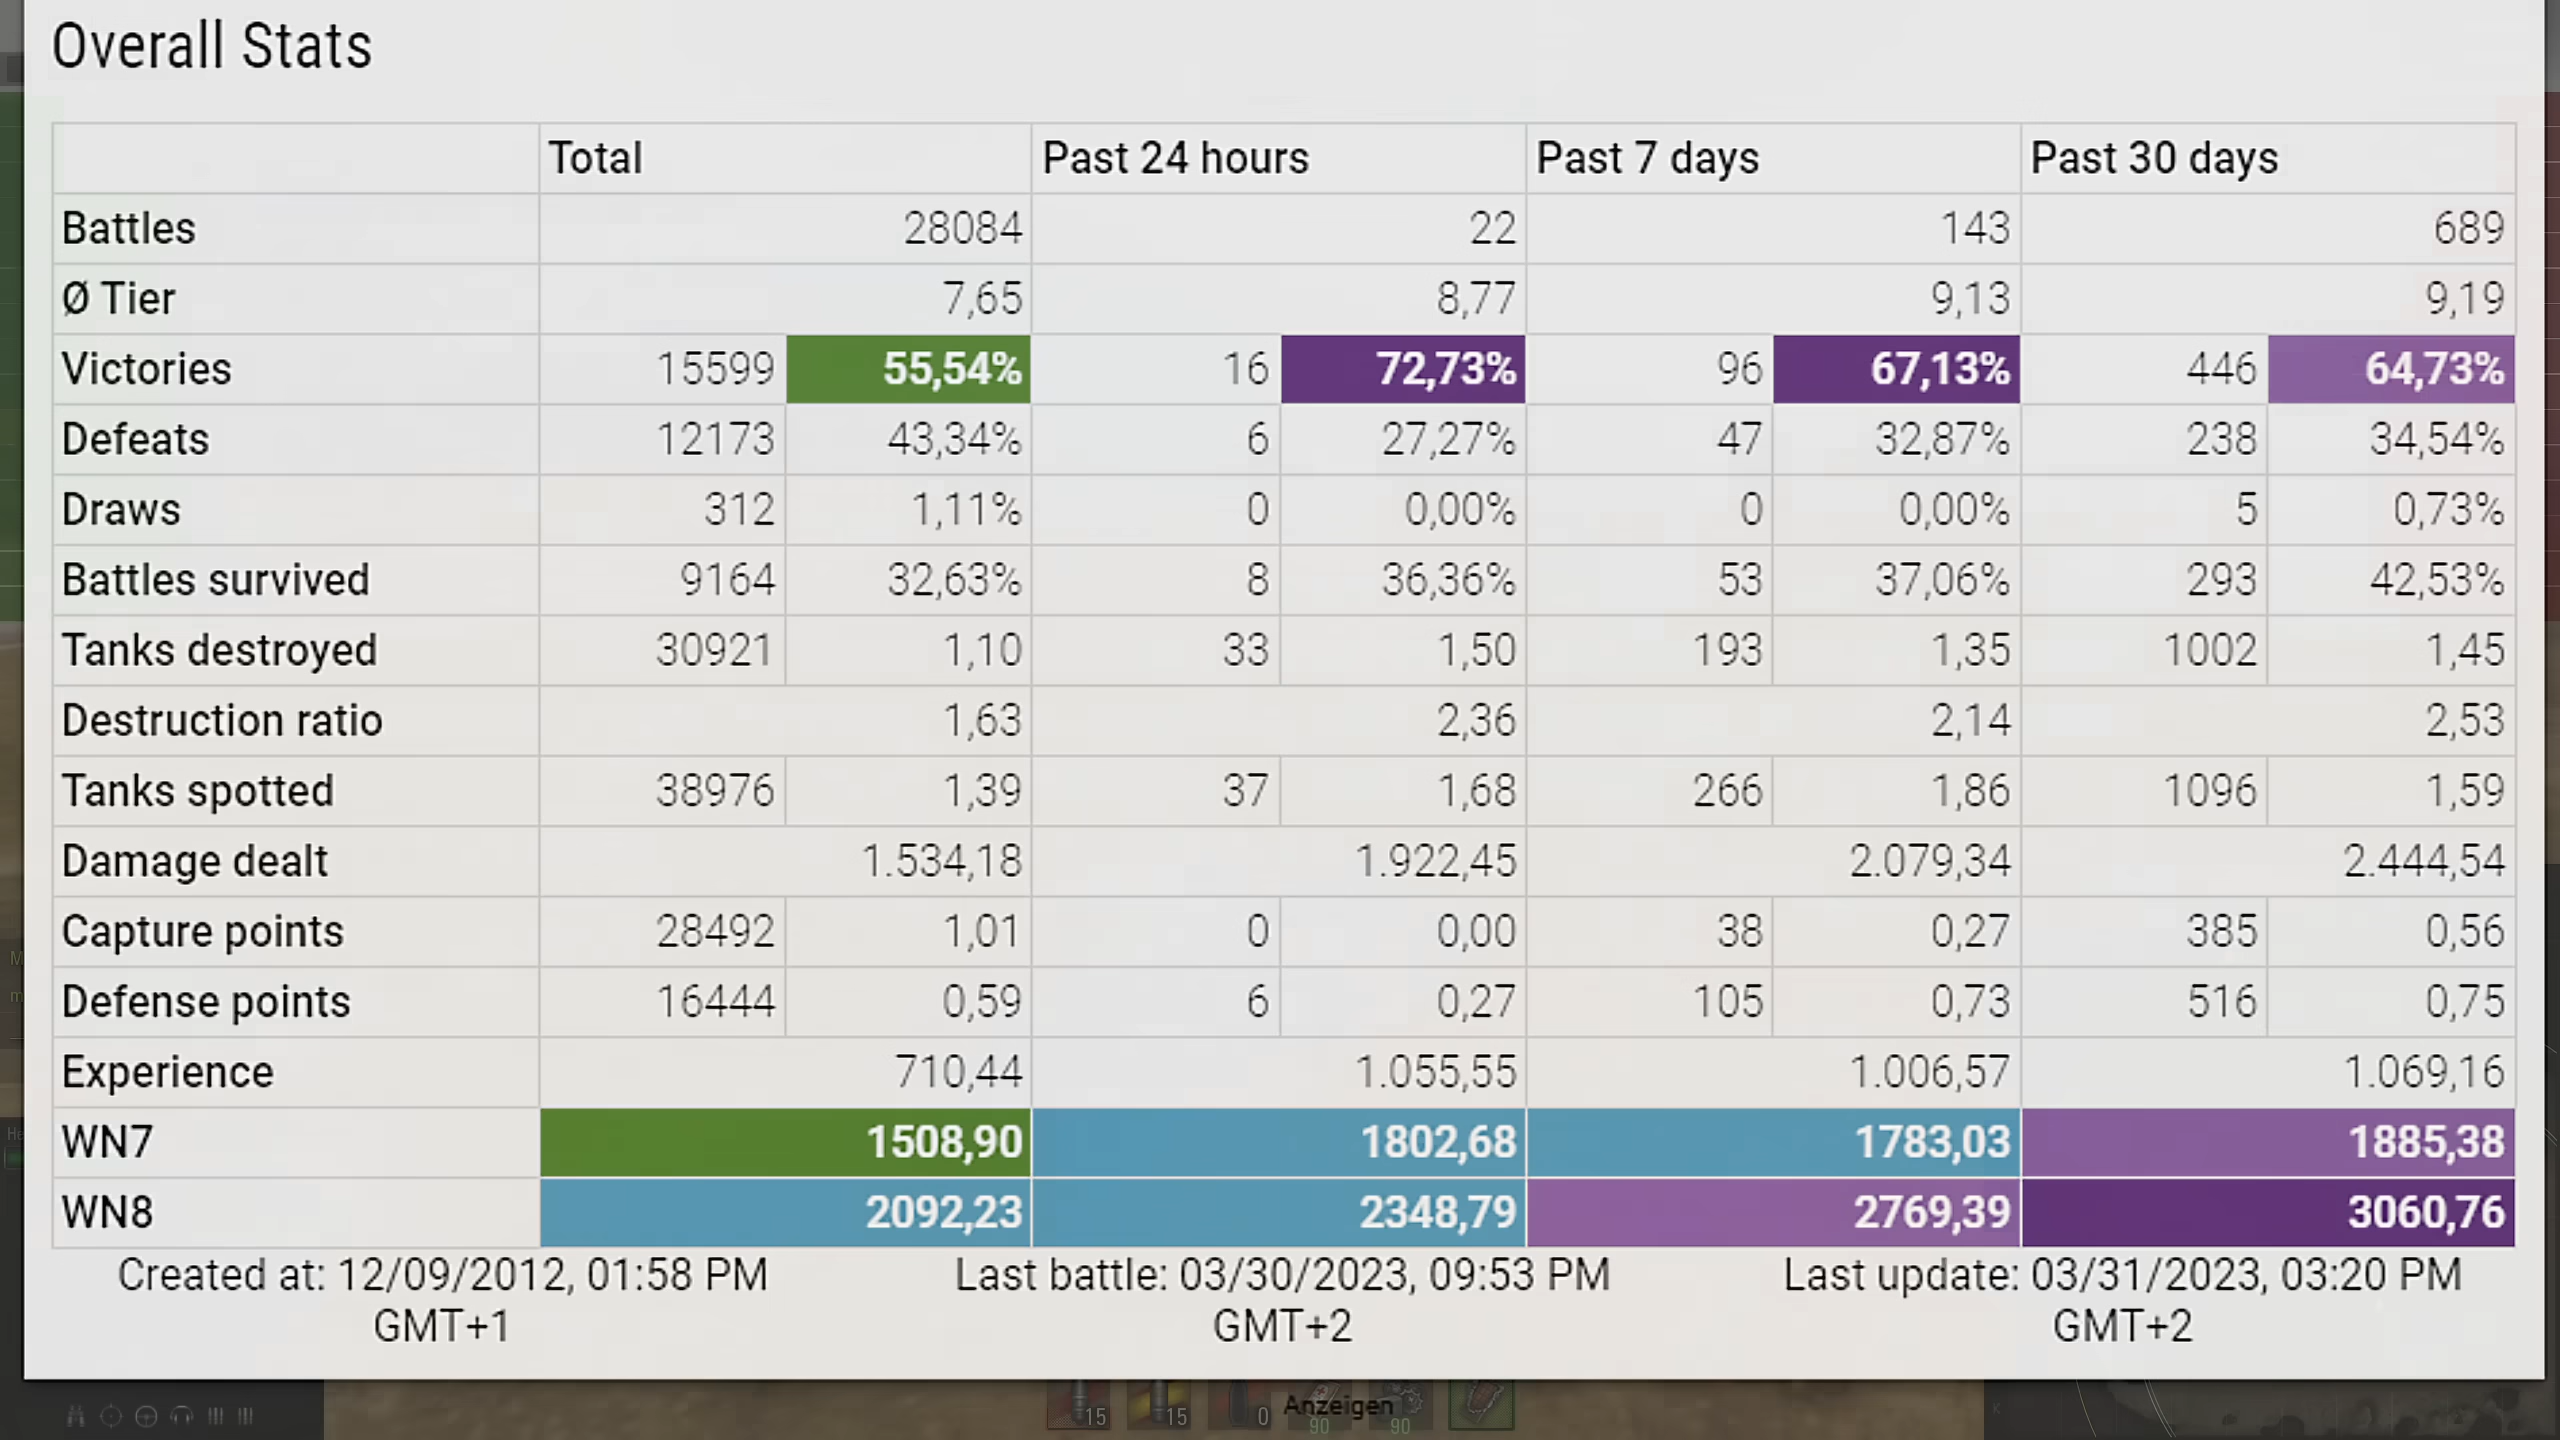 Overall Stats
Total Past 24 hours Past 7 days Past 30 days
Battles 28084 22 143 689
Ø Tier 7,65 8,77 9,13 9,19
Victories 15599 55,54% 16 72,73% 96 67,13% 446 64,73%
Defeats 12173 43,34% 6 27,27% 47 32,87% 238 34,54%
Draws 312 1,11% 0 0,00% 0 0,00% 5 0,73%
Battles survived 9164 32,63% 8 36,36% 53 37,06% 293 42,53%
Tanks destroyed 30921 1,10 33 1,50 193 1,35 1002 1,45
Destruction ratio 1,63 2,36 2,14 2,53
Tanks spotted 38976 1,39 37 1,68 266 1,86 1096 1,59
Damage dealt 1.534,18 1.922,45 2.079,34 2.444,54
Capture points 28492 1,01 0 0,00 38 0,27 385 0,56
Defense points 16444 0,59 6 0,27 105 0,73 516 0,75
Experience 710,44 1.055,55 1.006,57 1.069,16
WN7 1508,90 1802,68 1783,03 1885,38
WN8 2092,23 2348,79 2769,39 3060,76
Created at: 12/09/2012, 01:58 PM Last battle: 03/30/2023, 09:53 PM Last update: 03/31/2023, 03:20 PM
GMT+1 GMT+2 GMT+2
15 15 0 Anzeigen
90 90